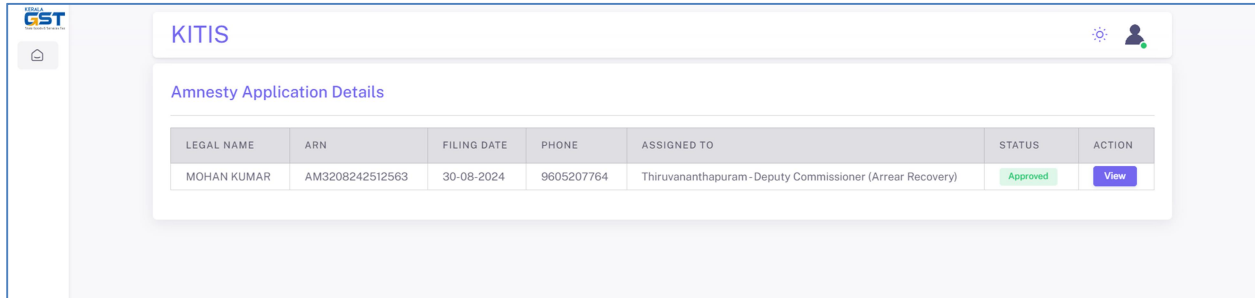 KERALA
GST
KITIS
Amnesty Application Details
LEGAL NAME ARN FILING DATE PHONE ASSIGNED TO STATUS ACTION
MOHAN KUMAR AM3208242512563 30-08-2024 9605207764 Thiruvananthapuram - Deputy Commissioner (Arrear Recovery) Approved View